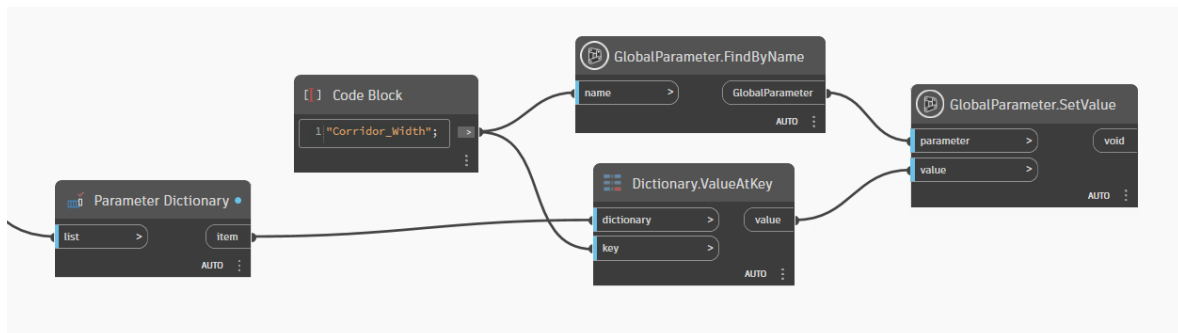 GlobalParameter.FindByName
name > GlobalParameter
AUTO
Code Block
1 "Corridor_Width"; >
GlobalParameter.SetValue
parameter > void
value >
AUTO
Dictionary.ValueAtKey
dictionary > value
key >
AUTO
Parameter Dictionary
list > item
AUTO